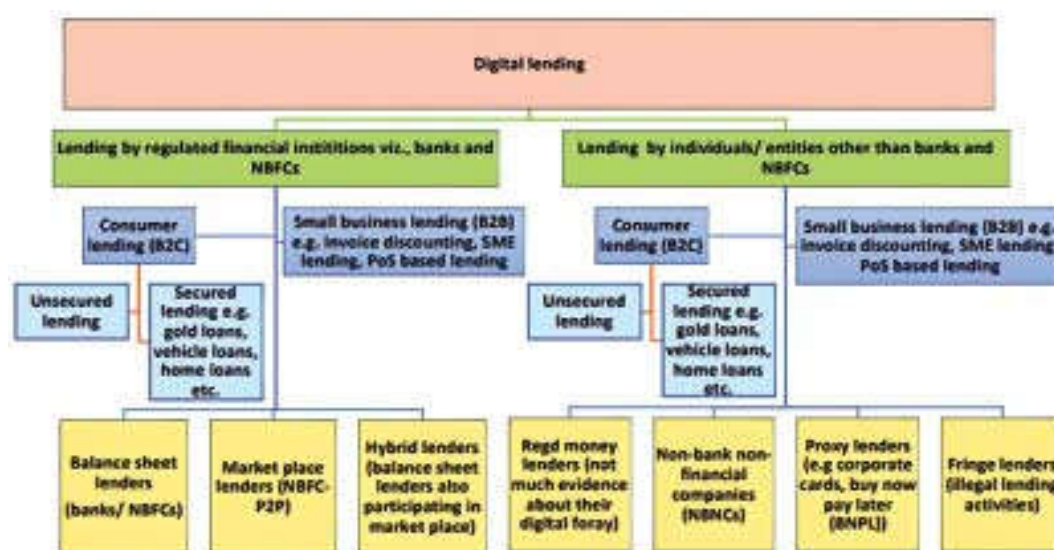 Digital lending
Lending by regulated financial instititions viz., banks and
NBFCs
Lending by individuals/ entities other than banks and
NBFCs
Consumer
lending (B2C)
Small business lending (B2B)
e.g. invoice discounting, SME
lending, PoS based lending
Consumer
lending (B2C)
Small business lending (B2B) e.g.
invoice discounting, SME lending,
PoS based lending
Unsecured
lending
Secured
lending e.g.
gold loans,
vehicle loans,
home loans
etc.
Unsecured
lending
Secured
lending e.g.
gold loans,
vehicle loans,
home loans
etc.
Balance sheet
lenders
(banks/ NBFCs)
Market place
lenders (NBFC-
P2P)
Hybrid lenders
(balance sheet
lenders also
participating in
market place)
Regd money
lenders (not
much evidence
about their
digital foray)
Non-bank non-
financial
companies
(NBNCs)
Proxy lenders
(e.g corporate
cards, buy now
pay later
(BNPL))
Fringe lenders
(illegal lending
activities)